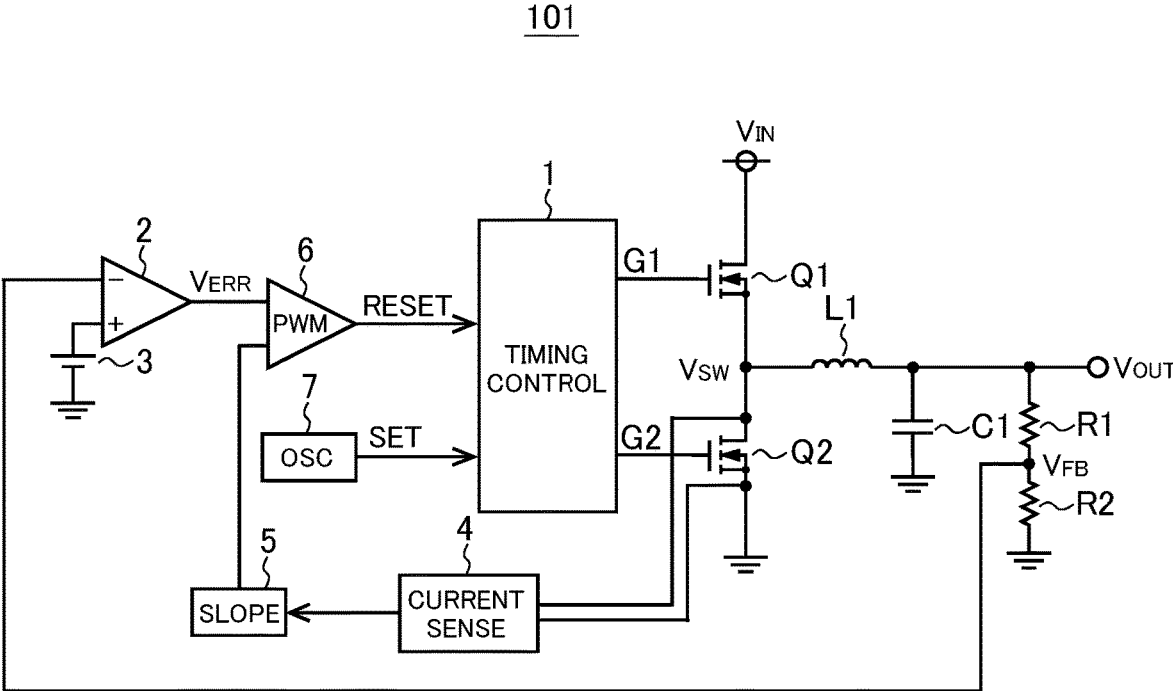 101
VIN
1
2
6
G1
Q1
VERR
RESET
L1
−
+
PWM
3
TIMING
CONTROL
VSW
VOUT
7
SET
G2
Q2
C1
R1
OSC
VFB
R2
5
4
SLOPE
CURRENT
SENSE